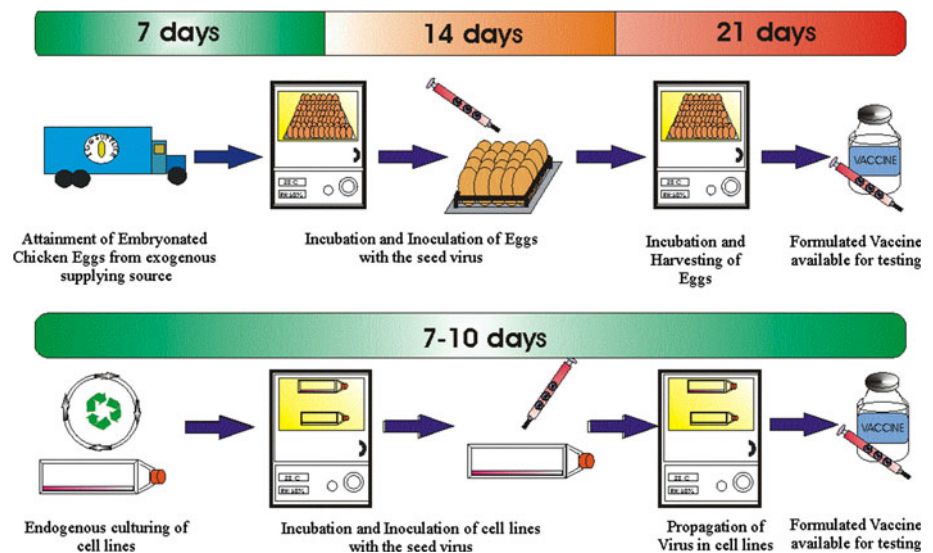 7 days
14 days
21 days
VACCINE
Attainment of Embryonated
Chicken Eggs from exogenous
supplying source
Incubation and Inoculation of Eggs
with the seed virus
Incubation and
Harvesting of
Eggs
Formulated Vaccine
available for testing
7-10 days
VACCINE
Endogenous culturing of
cell lines
Incubation and Inoculation of cell lines
with the seed virus
Propagation of
Virus in cell lines
Formulated Vaccine
available for testing